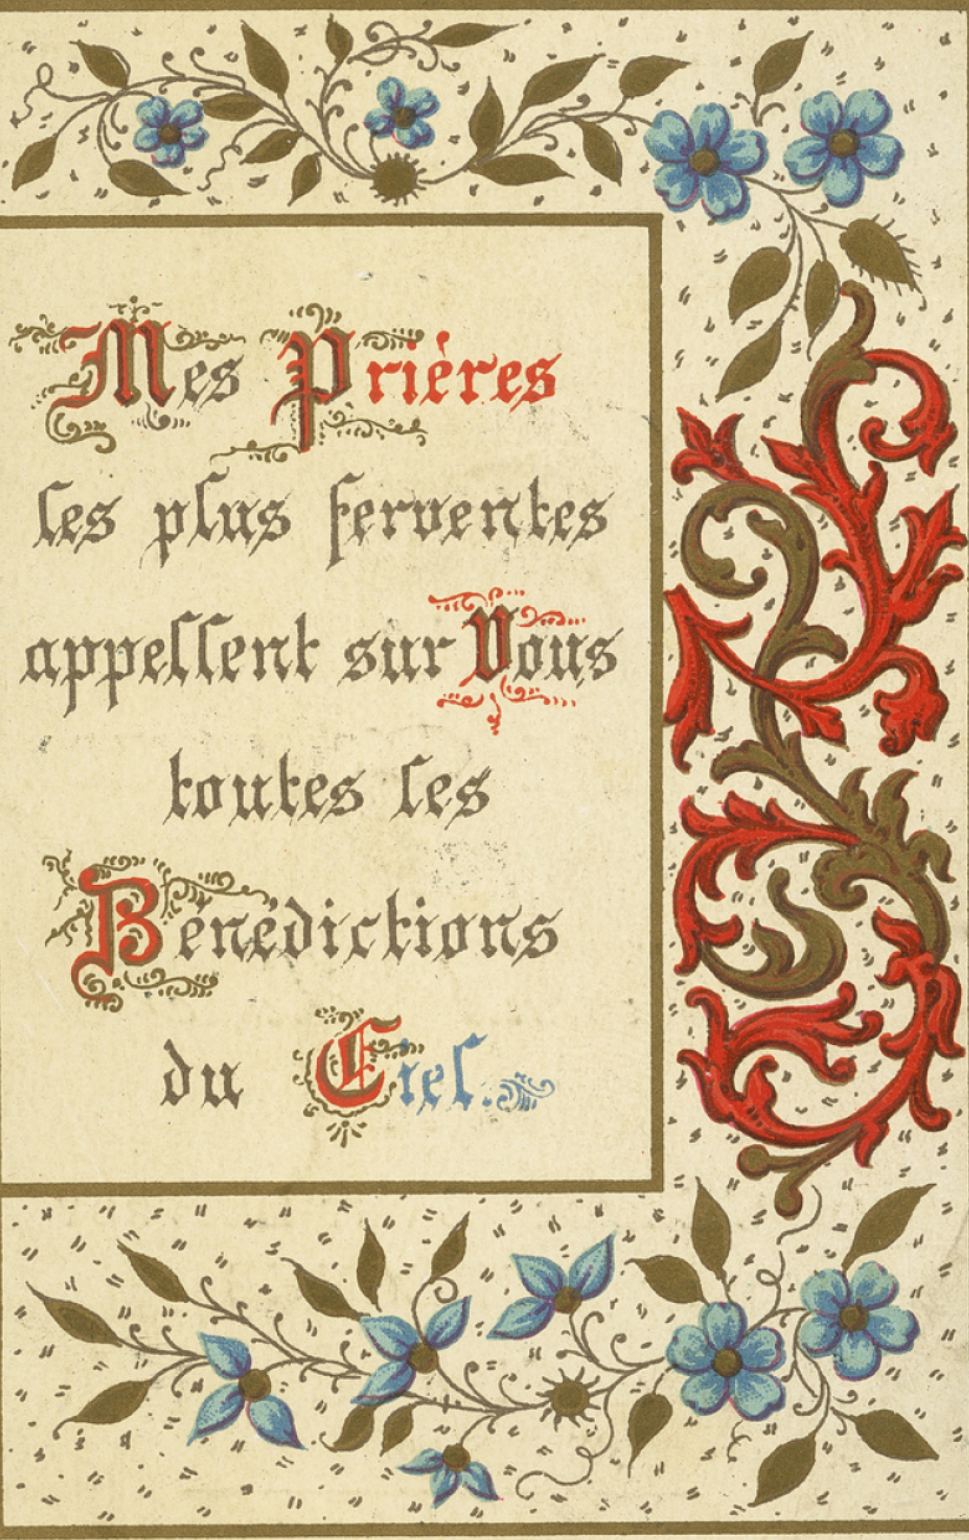 Mes Prières
les plus ferventes
appellent sur Vous
toutes les
Bénédictions
du Ciel.